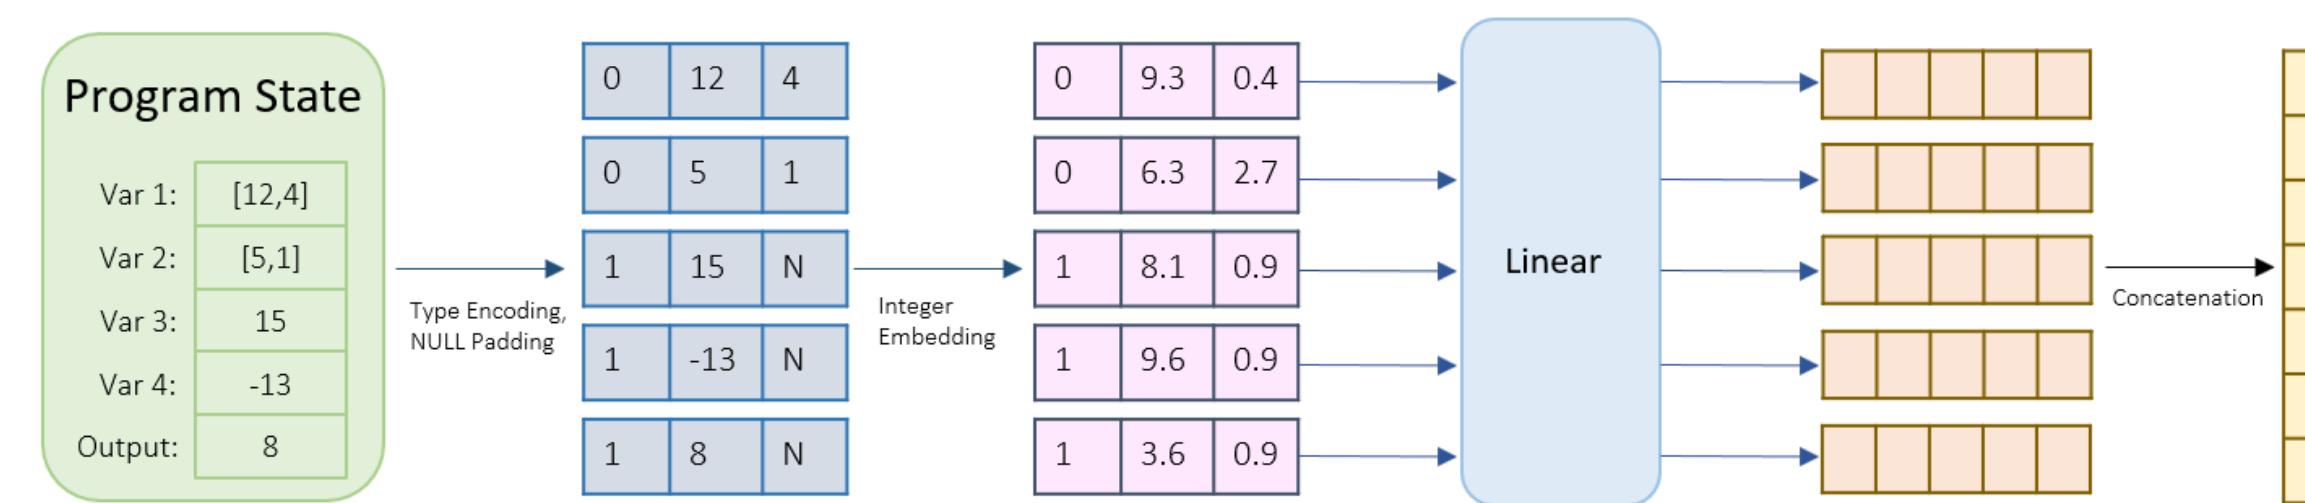 Program State
Var 1: [12,4]
Var 2: [5,1]
Var 3: 15
Var 4: -13
Output: 8
Type Encoding,
NULL Padding
0 12 4
0 5 1
1 15 N
1 -13 N
1 8 N
Integer
Embedding
0 9.3 0.4
0 6.3 2.7
1 8.1 0.9
1 9.6 0.9
1 3.6 0.9
Linear
Concatenation